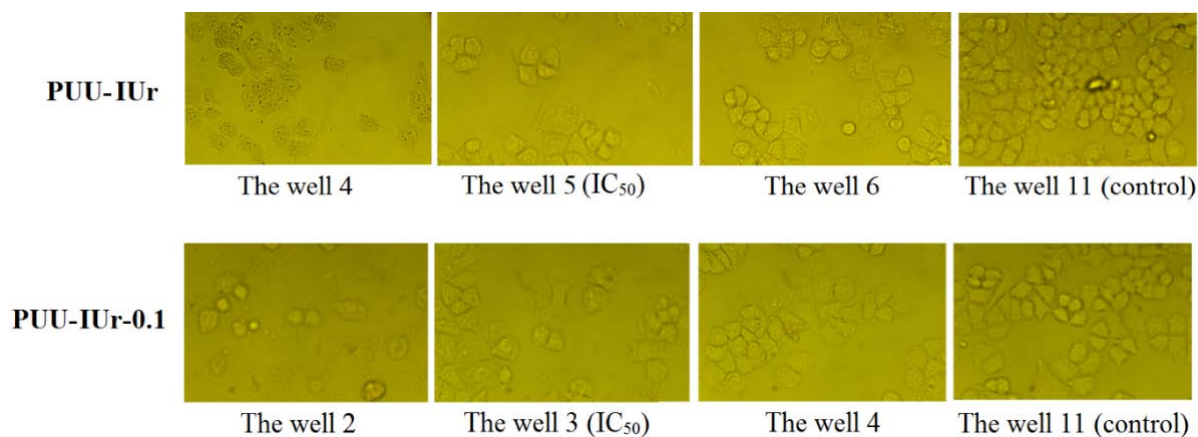 PUU-IUr
The well 4
The well 5 (IC₅₀)
The well 6
The well 11 (control)
PUU-IUr-0.1
The well 2
The well 3 (IC₅₀)
The well 4
The well 11 (control)